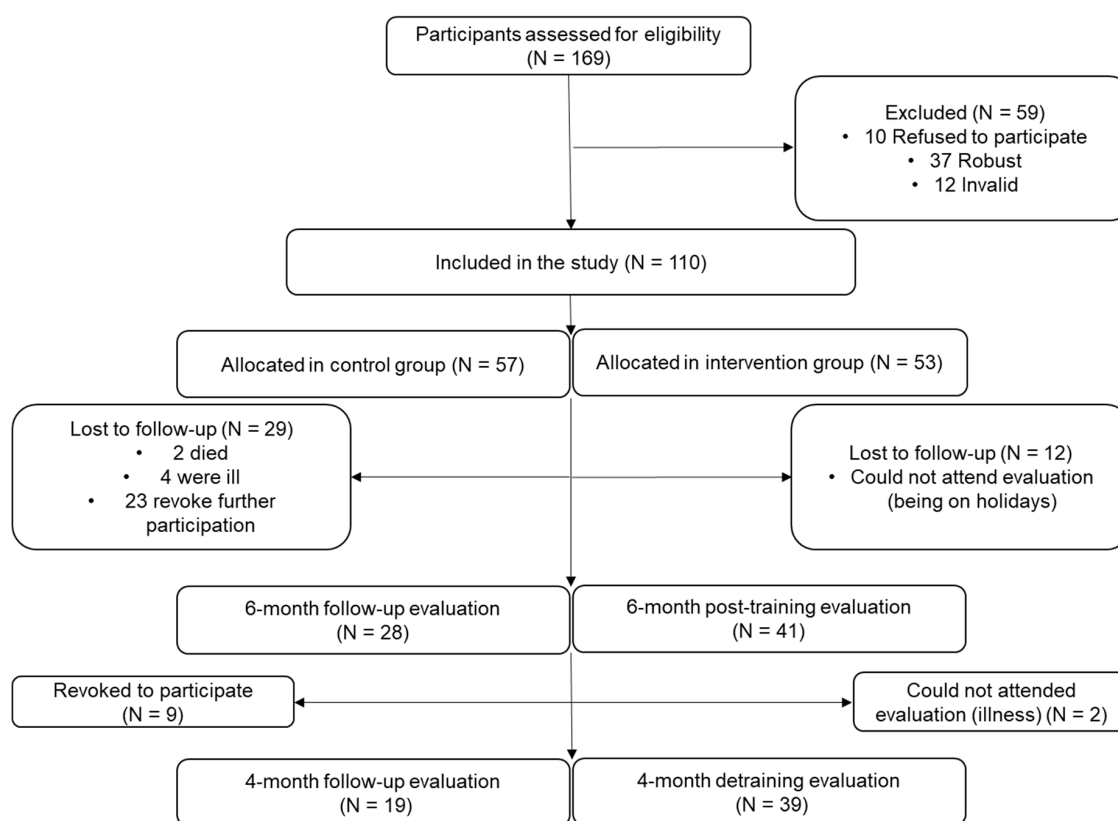 Participants assessed for eligibility
(N = 169)
Excluded (N = 59)
• 10 Refused to participate
• 37 Robust
• 12 Invalid
Included in the study (N = 110)
Allocated in control group (N = 57)
Allocated in intervention group (N = 53)
Lost to follow-up (N = 29)
• 2 died
• 4 were ill
• 23 revoke further
participation
Lost to follow-up (N = 12)
• Could not attend evaluation
(being on holidays)
6-month follow-up evaluation
(N = 28)
6-month post-training evaluation
(N = 41)
Revoked to participate
(N = 9)
Could not attended
evaluation (illness) (N = 2)
4-month follow-up evaluation
(N = 19)
4-month detraining evaluation
(N = 39)